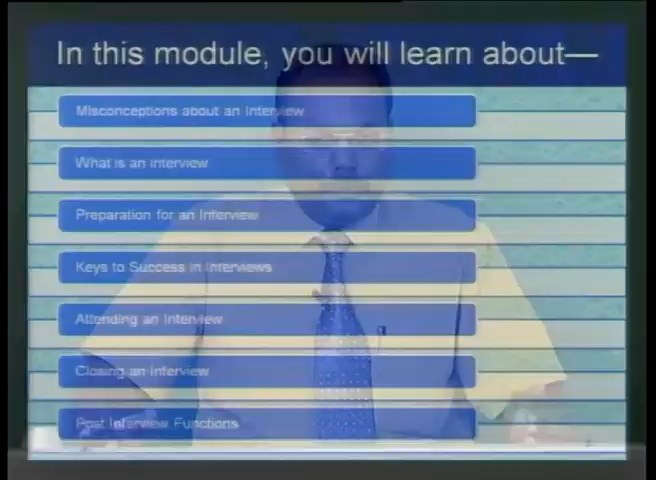 In this module, you will learn about—
Misconceptions about an Interview
What is an interview
Preparation for an Interview
Keys to Success in Interviews
Attending an Interview
Closing an Interview
Post Interview Functions